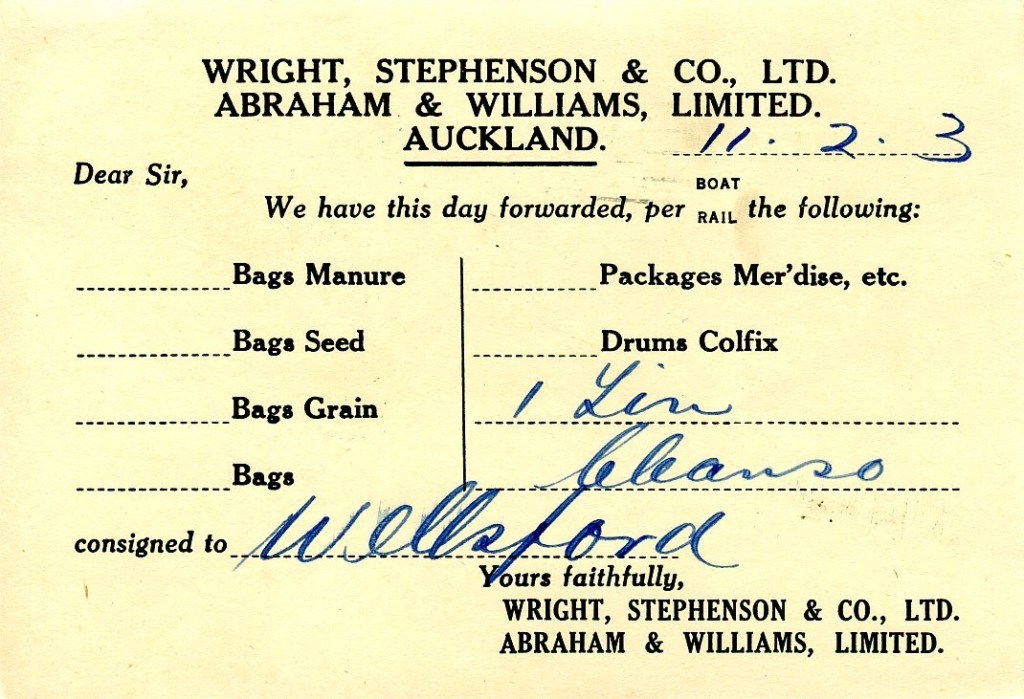 WRIGHT, STEPHENSON & CO., LTD.
ABRAHAM & WILLIAMS, LIMITED.
AUCKLAND. 11. 2. 3
Dear Sir,
We have this day forwarded, per BOAT RAIL the following:
Bags Manure Packages Mer'dise, etc.
Bags Seed Drums Colfix
Bags Grain 1 Tin
Bags Cleanso
consigned to Wellsford
Yours faithfully,
WRIGHT, STEPHENSON & CO., LTD.
ABRAHAM & WILLIAMS, LIMITED.